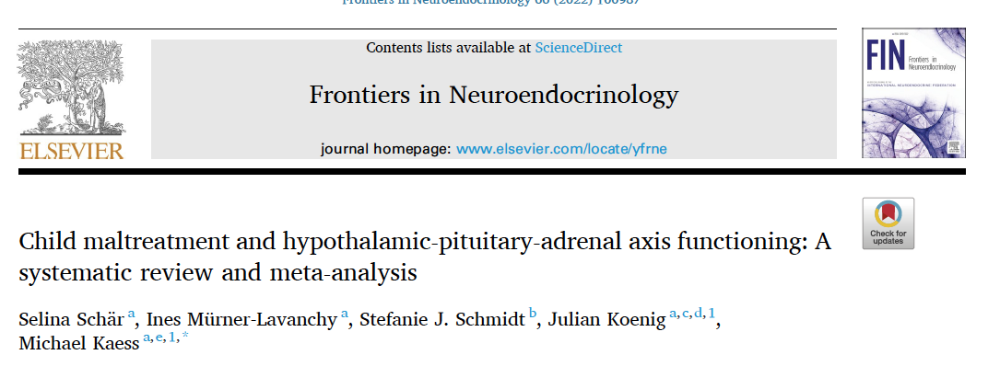 Frontiers in Neuroendocrinology 66 (2022) 100987
Contents lists available at ScienceDirect
Frontiers in Neuroendocrinology
journal homepage: www.elsevier.com/locate/yfrne
ELSEVIER
FIN
Frontiers in
Neuroendocrinology
Check for
updates
Child maltreatment and hypothalamic-pituitary-adrenal axis functioning: A
systematic review and meta-analysis
Selina Schär a, Ines Mürner-Lavanchy a, Stefanie J. Schmidt b, Julian Koenig a,c,d,1,
Michael Kaess a,e,1,*